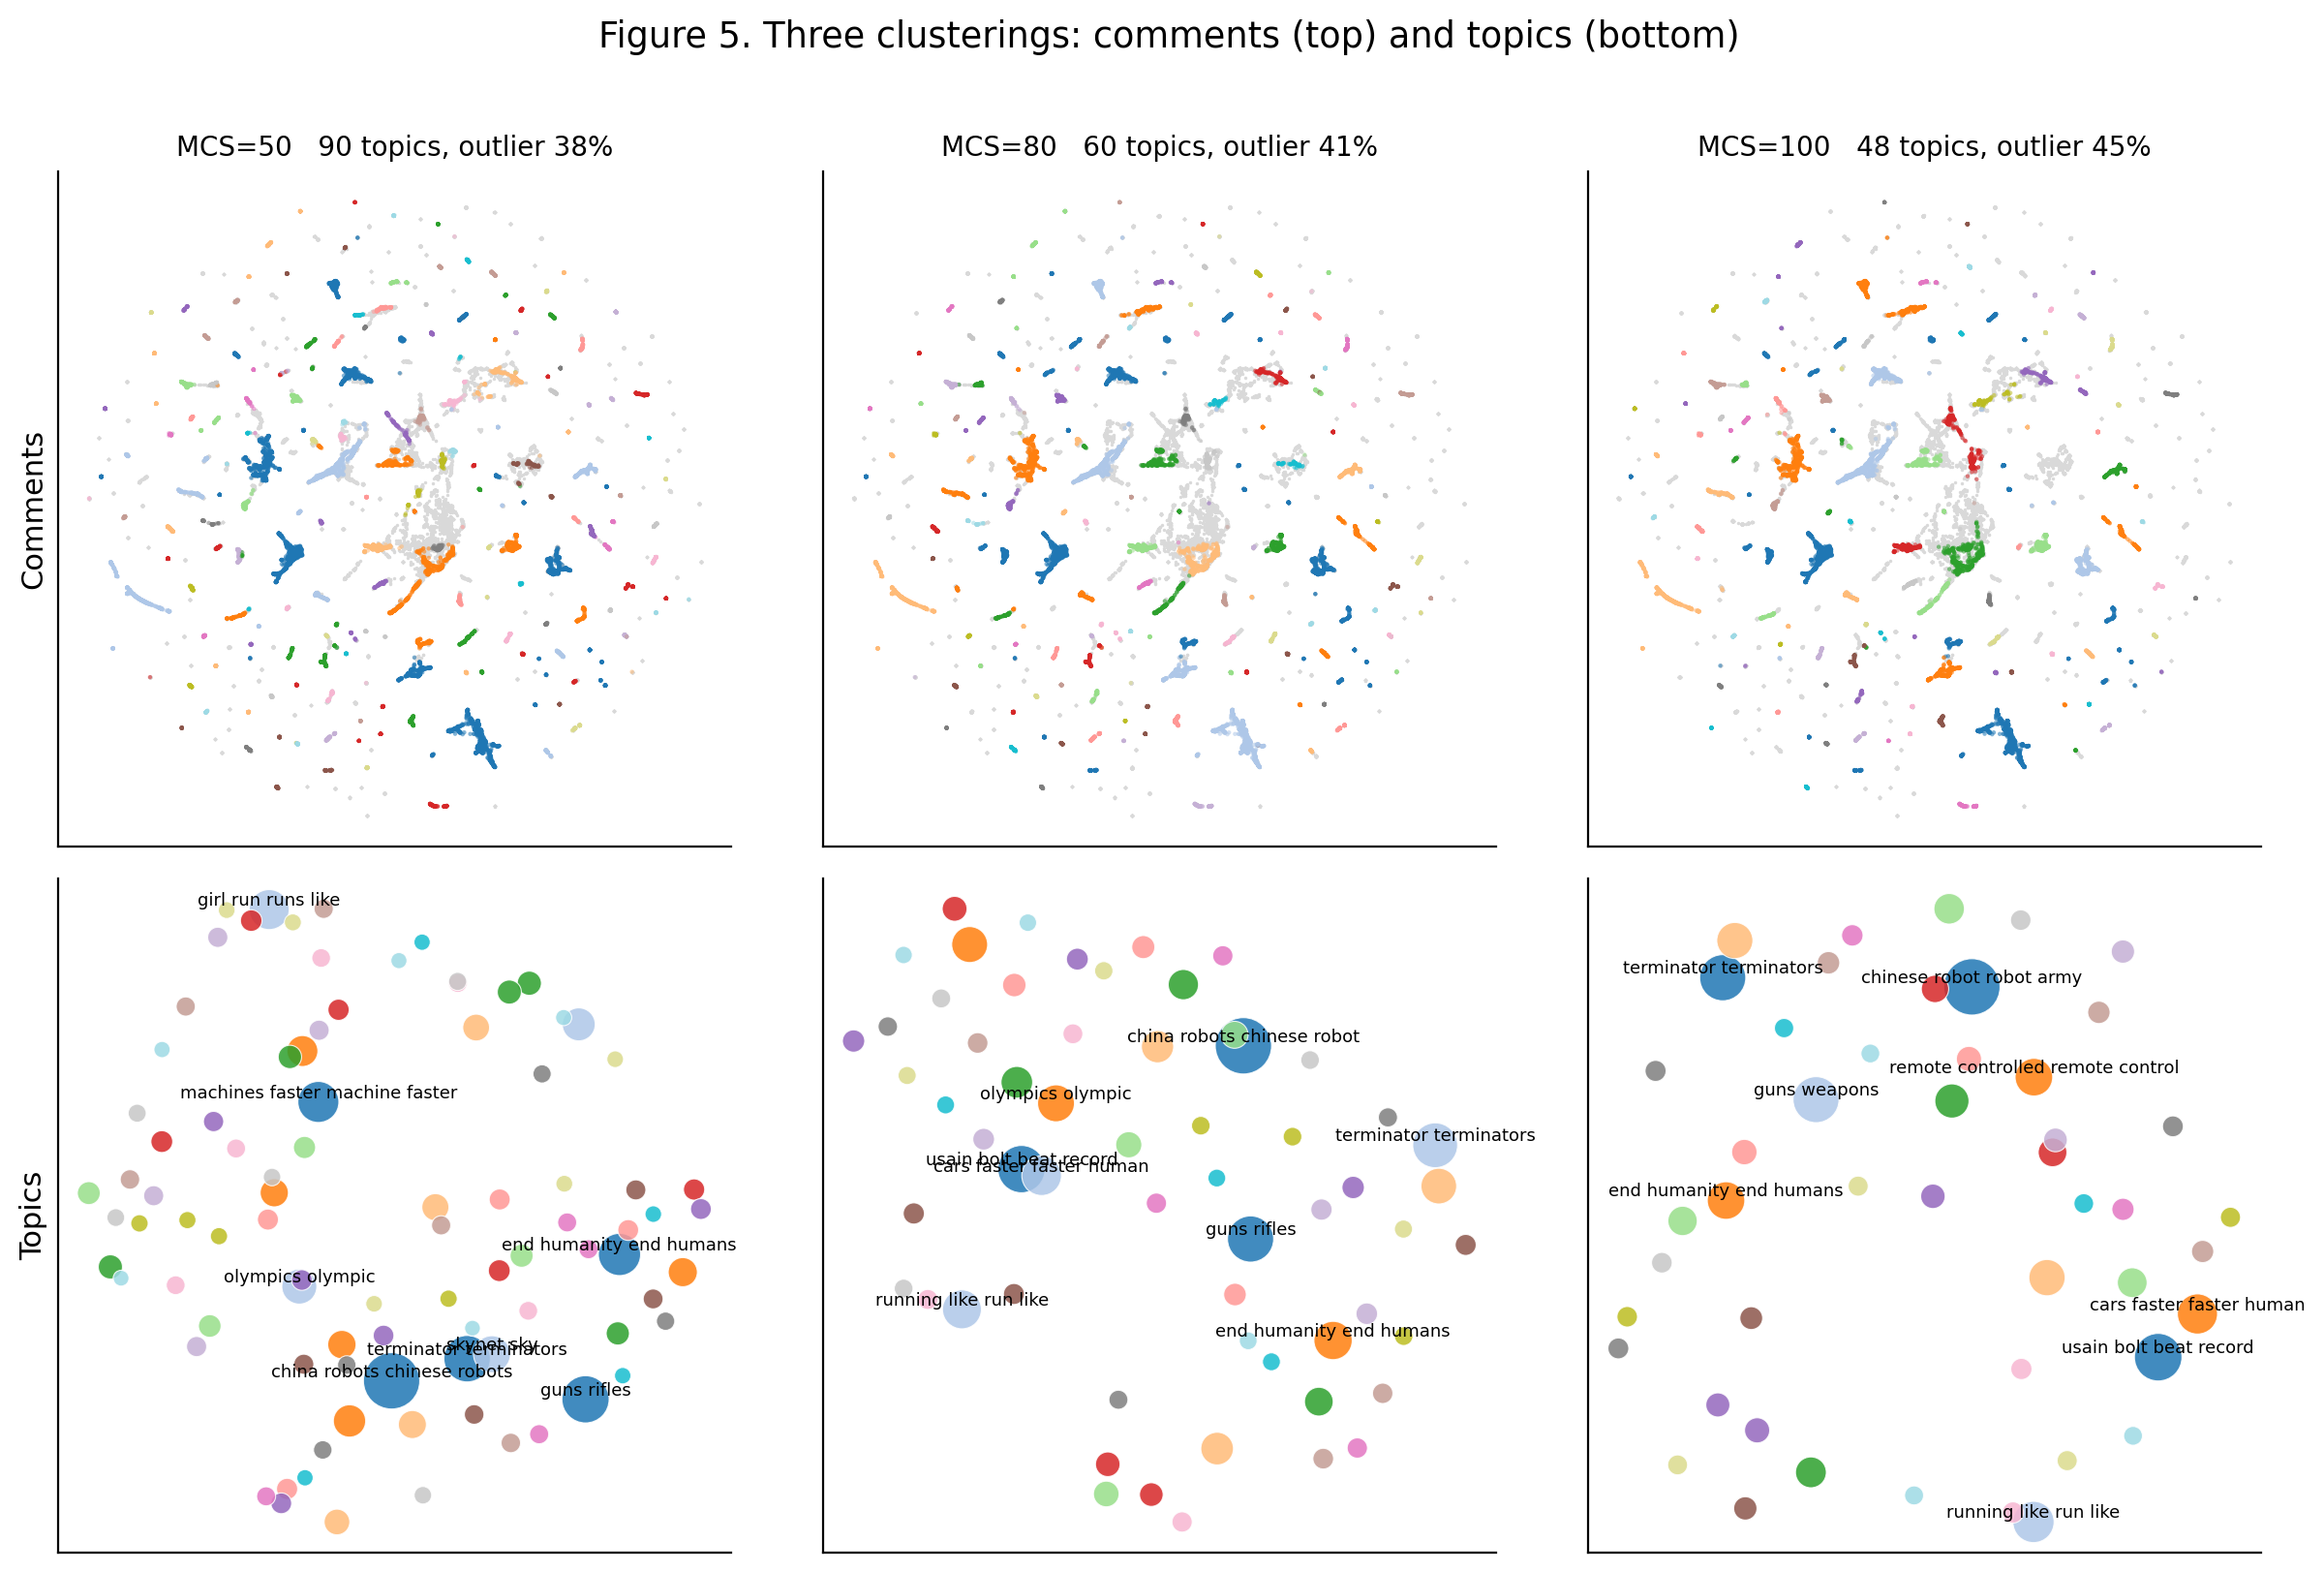 Figure 5. Three clusterings: comments (top) and topics (bottom)
MCS=50   90 topics, outlier 38%
MCS=80   60 topics, outlier 41%
MCS=100   48 topics, outlier 45%
Comments
Topics
girl run runs like
machines faster machine faster
end humanity end humans
olympics olympic
skynet sky
terminator terminators
china robots chinese robots
guns rifles
china robots chinese robot
olympics olympic
terminator terminators
usain bolt beat record
cars faster faster human
guns rifles
running like run like
end humanity end humans
terminator terminators
chinese robot robot army
remote controlled remote control
guns weapons
end humanity end humans
cars faster faster human
usain bolt beat record
running like run like